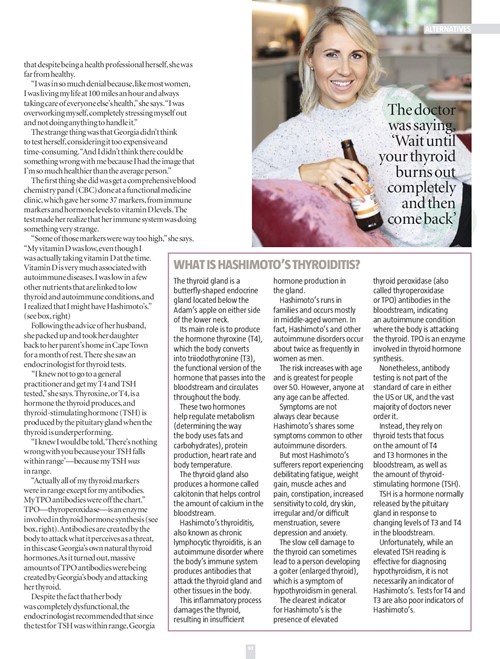 ALTERNATIVES
that despite being a health professional herself, she was
far from healthy.
"I was in so much denial because, like most women,
I was living my life at 100 miles an hour and always
taking care of everyone else's health," she says. "I was
overworking myself, completely stressing myself out
and not doing anything to handle it."
The strange thing was that Georgia didn't think
to test herself, considering it too expensive and
time-consuming. "And I didn't think there could be
something wrong with me because I had the image that
I'm so much healthier than the average person."
The first thing she did was get a comprehensive blood
chemistry panel (CBC) done at a functional medicine
clinic, which gave her some 37 markers, from immune
markers and hormone levels to vitamin D levels. The
test made her realize that her immune system was doing
something very strange.
"Some of those markers were way too high," she says.
"My vitamin D was low, even though I
was actually taking vitamin D at the time.
Vitamin D is very much associated with
autoimmune diseases. I was low in a few
other nutrients that are linked to low
thyroid and autoimmune conditions, and
I realized that I might have Hashimoto's."
(see box, right)
Following the advice of her husband,
she packed up and took her daughter
back to her parent's home in Cape Town
for a month of rest. There she saw an
endocrinologist for thyroid tests.
"I knew not to go to a general
practitioner and get my T4 and TSH
tested," she says. Thyroxine, or T4, is a
hormone the thyroid produces, and
thyroid-stimulating hormone (TSH) is
produced by the pituitary gland when the
thyroid is underperforming.
"I knew I would be told, 'There's nothing
wrong with you because your TSH falls
within range'—because my TSH was
in range.
"Actually all of my thyroid markers
were in range except for my antibodies.
My TPO antibodies were off the chart."
TPO—thyoperoxidase—is an enzyme
involved in thyroid hormone synthesis (see
box, right). Antibodies are created by the
body to attack what it perceives as a threat,
in this case Georgia's own natural thyroid
hormones. As it turned out, massive
amounts of TPO antibodies were being
created by Georgia's body and attacking
her thyroid.
Despite the fact that her body
was completely dysfunctional, the
endocrinologist recommended that since
the test for TSH was within range, Georgia
The doctor
was saying,
'Wait until
your thyroid
burns out
completely
and then
come back'
WHAT IS HASHIMOTO'S THYROIDITIS?
The thyroid gland is a
butterfly-shaped endocrine
gland located below the
Adam's apple on either side
of the lower neck.
Its main role is to produce
the hormone thyroxine (T4),
which the body converts
into triiodothyronine (T3),
the functional version of the
hormone that passes into the
bloodstream and circulates
throughout the body.
These two hormones
help regulate metabolism
(determining the way
the body uses fats and
carbohydrates), protein
production, heart rate and
body temperature.
The thyroid gland also
produces a hormone called
calcitonin that helps control
the amount of calcium in the
bloodstream.
Hashimoto's thyroiditis,
also known as chronic
lymphocytic thyroiditis, is an
autoimmune disorder where
the body's immune system
produces antibodies that
attack the thyroid gland and
other tissues in the body.
This inflammatory process
damages the thyroid,
resulting in insufficient
hormone production in
the gland.
Hashimoto's runs in
families and occurs mostly
in middle-aged women. In
fact, Hashimoto's and other
autoimmune disorders occur
about twice as frequently in
women as men.
The risk increases with age
and is greatest for people
over 50. However, anyone at
any age can be affected.
Symptoms are not
always clear because
Hashimoto's shares some
symptoms common to other
autoimmune disorders.
But most Hashimoto's
sufferers report experiencing
debilitating fatigue, weight
gain, muscle aches and
pain, constipation, increased
sensitivity to cold, dry skin,
irregular and/or difficult
menstruation, severe
depression and anxiety.
The slow cell damage to
the thyroid can sometimes
lead to a person developing
a goiter (enlarged thyroid),
which is a symptom of
hypothyroidism in general.
The clearest indicator
for Hashimoto's is the
presence of elevated
thyroid peroxidase (also
called thyroperoxidase
or TPO) antibodies in the
bloodstream, indicating
an autoimmune condition
where the body is attacking
the thyroid. TPO is an enzyme
involved in thyroid hormone
synthesis.
Nonetheless, antibody
testing is not part of the
standard of care in either
the US or UK, and the vast
majority of doctors never
order it.
Instead, they rely on
thyroid tests that focus
on the amount of T4
and T3 hormones in the
bloodstream, as well as
the amount of thyroid-
stimulating hormone (TSH).
TSH is a hormone normally
released by the pituitary
gland in response to
changing levels of T3 and T4
in the bloodstream.
Unfortunately, while an
elevated TSH reading is
effective for diagnosing
hypothyroidism, it is not
necessarily an indicator of
Hashimoto's. Tests for T4 and
T3 are also poor indicators of
Hashimoto's.